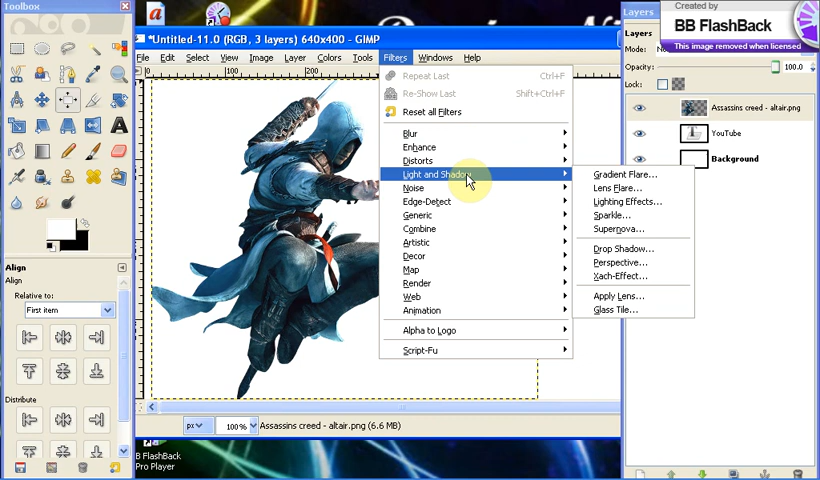 Toolbox
Created by
BB FlashBack
This image removed when licensed
*Untitled-11.0 (RGB, 3 layers) 640x400 - GIMP
File Edit Select View Image Layer Colors Tools Filters Windows Help
0 100 200
Repeat Last Ctrl+F
Re-Show Last Shift+Ctrl+F
Reset all Filters
Blur
Enhance
Distorts
Light and Shadow
Noise
Edge-Detect
Generic
Combine
Artistic
Decor
Map
Render
Web
Animation
Alpha to Logo
Script-Fu
Gradient Flare...
Lens Flare...
Lighting Effects...
Sparkle...
Supernova...
Drop Shadow...
Perspective...
Xach-Effect...
Apply Lens...
Glass Tile...
Layers
Layers
Mode:
Opacity: 100.0
Lock:
Assassins creed - altair.png
YouTube
Background
Align
Align
Relative to:
First item
Distribute
px 100% Assassins creed - altair.png (6.6 MB)
BB FlashBack
Pro Player